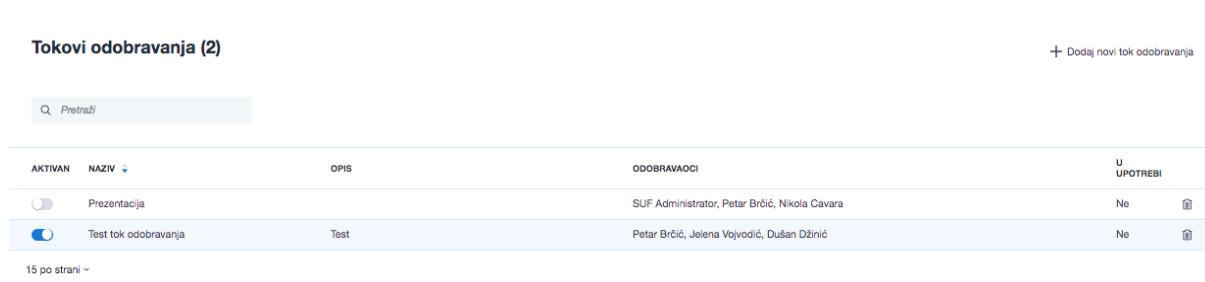 Tokovi odobravanja (2)
Dodaj novi tok odobravanja
Pretraži
AKTIVAN NAZIV OPIS ODOBRAVAOCI U UPOTREBI
Prezentacija SUF Administrator, Petar Brčić, Nikola Cavara Ne
Test tok odobravanja Test Petar Brčić, Jelena Vojvodić, Dušan Džinić Ne
15 po strani